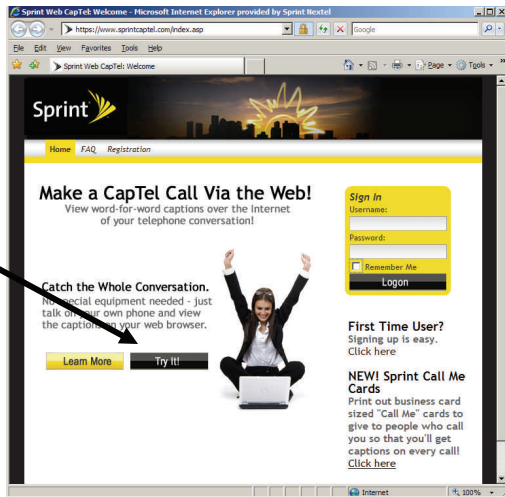 Sprint Web CapTel: Welcome - Microsoft Internet Explorer provided by Sprint Nextel
https://www.sprintcaptel.com/index.asp
Google
File Edit View Favorites Tools Help
Sprint Web CapTel: Welcome
Page Tools
Sprint
Home FAQ Registration
Make a CapTel Call Via the Web!
View word-for-word captions over the Internet
of your telephone conversation!
Catch the Whole Conversation.
No special equipment needed - just
talk on your own phone and view
the captions on your web browser.
Learn More Try It!
Sign In
Username:
Password:
Remember Me
Logon
First Time User?
Signing up is easy.
Click here
NEW! Sprint Call Me
Cards
Print out business card
sized "Call Me" cards to
give to people who call
you so that you'll get
captions on every call!
Click here
Internet 100%